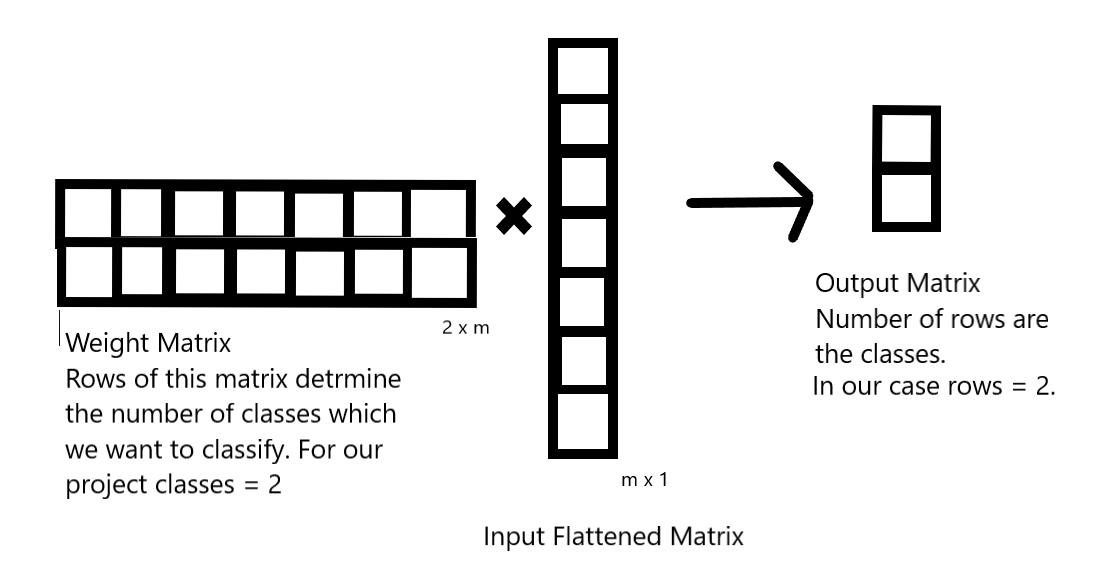 2 x m
Weight Matrix
Rows of this matrix detrmine
the number of classes which
we want to classify. For our
project classes = 2
m x 1
Input Flattened Matrix
Output Matrix
Number of rows are
the classes.
In our case rows = 2.